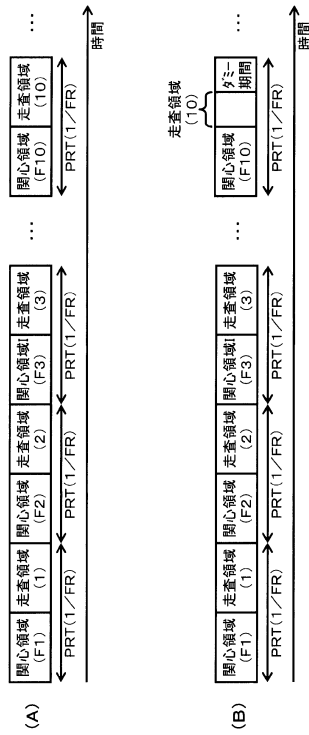 (A)
関心領域
(F1)
走査領域
(1)
関心領域
(F2)
走査領域
(2)
関心領域I
(F3)
走査領域
(3)
…
関心領域
(F10)
走査領域
(10)
…
PRT(1/FR)
PRT(1/FR)
PRT(1/FR)
…
PRT(1/FR)
時間
(B)
走査領域
(10)
関心領域
(F1)
走査領域
(1)
関心領域
(F2)
走査領域
(2)
関心領域I
(F3)
走査領域
(3)
…
関心領域
(F10)
ダミー
期間
…
PRT(1/FR)
PRT(1/FR)
PRT(1/FR)
PRT(1/FR)
時間